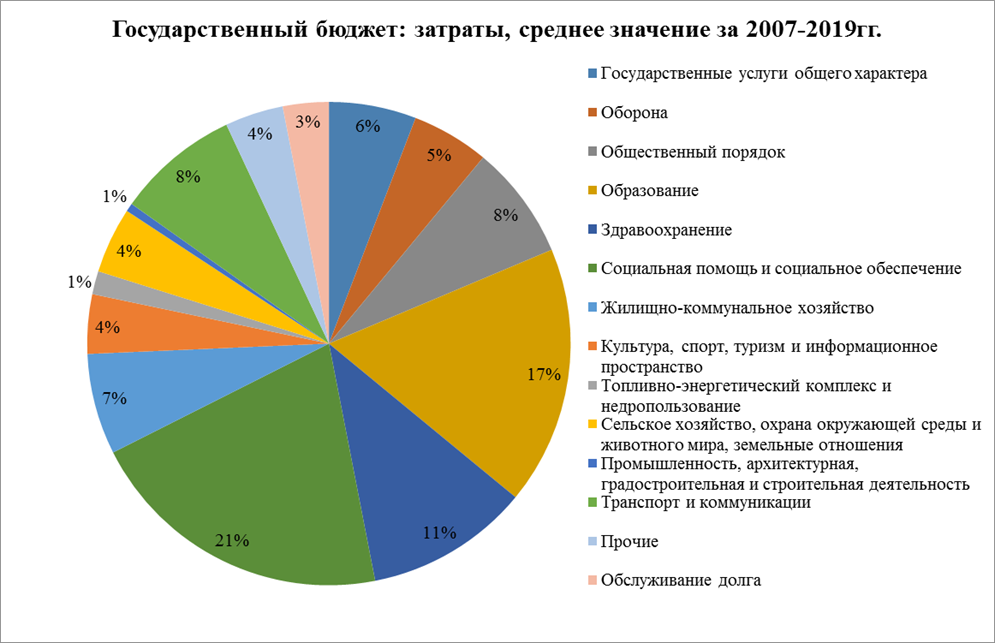 Государственный бюджет: затраты, среднее значение за 2007-2019гг.
6%
5%
8%
17%
11%
21%
7%
4%
1%
4%
1%
8%
4%
3%
Государственные услуги общего характера
Оборона
Общественный порядок
Образование
Здравоохранение
Социальная помощь и социальное обеспечение
Жилищно-коммунальное хозяйство
Культура, спорт, туризм и информационное
пространство
Топливно-энергетический комплекс и
недропользование
Сельское хозяйство, охрана окружающей среды и
животного мира, земельные отношения
Промышленность, архитектурная,
градостроительная и строительная деятельность
Транспорт и коммуникации
Прочие
Обслуживание долга